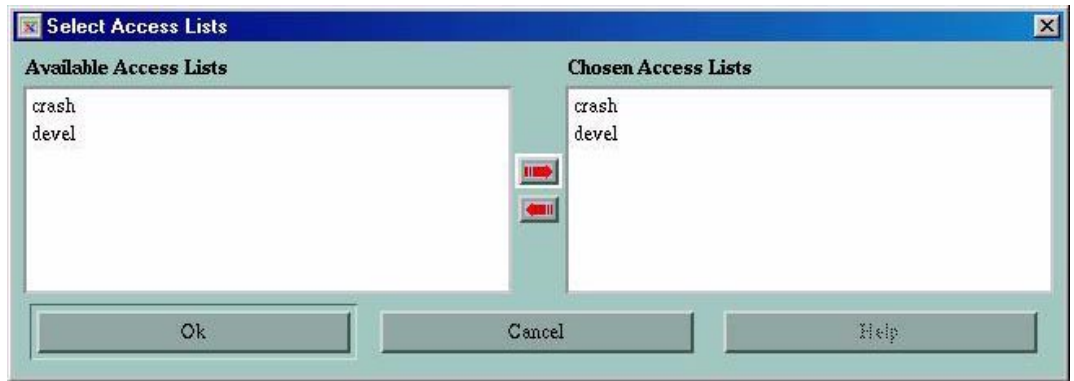 Select Access Lists
Available Access Lists
Chosen Access Lists
crash
devel
crash
devel
Ok
Cancel
Help